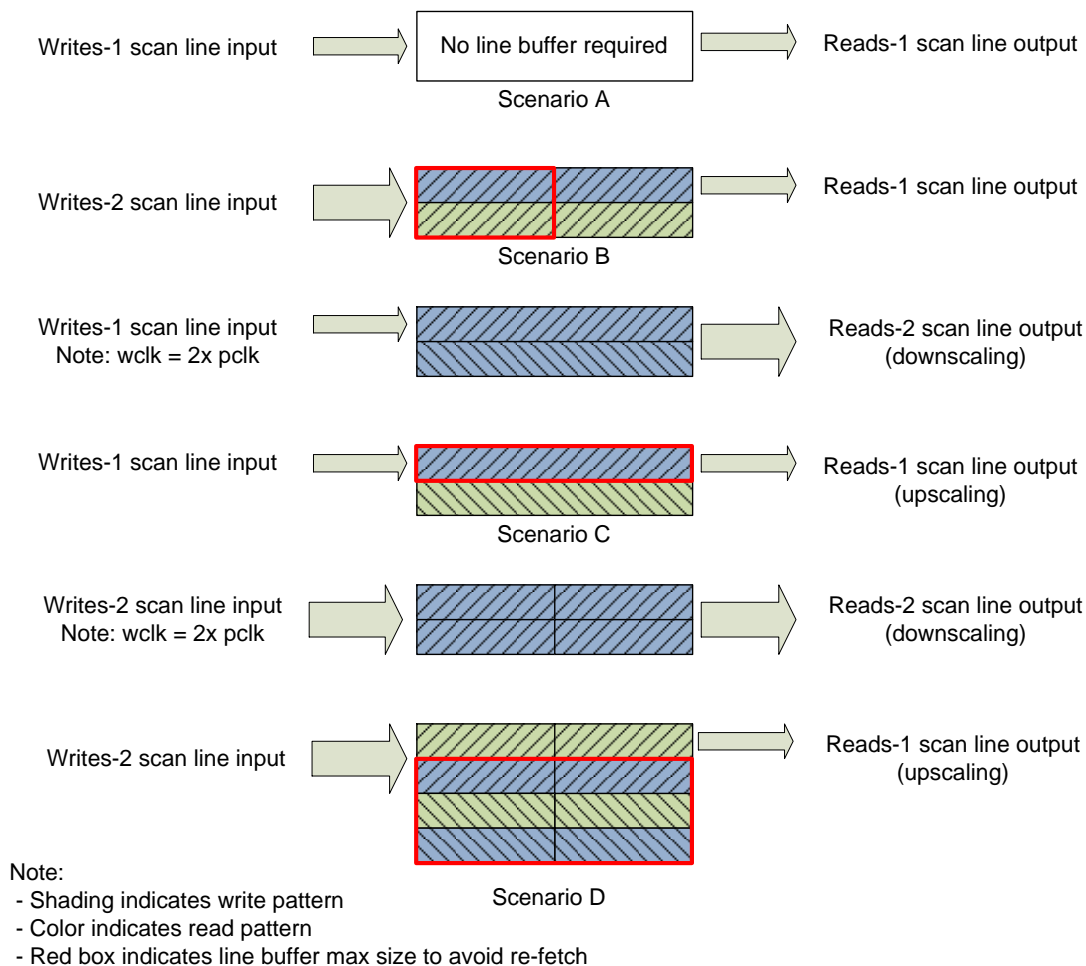 Writes-1 scan line input
No line buffer required
Reads-1 scan line output
Scenario A
Writes-2 scan line input
Reads-1 scan line output
Scenario B
Writes-1 scan line input
Note: wclk = 2x pclk
Reads-2 scan line output
(downscaling)
Writes-1 scan line input
Reads-1 scan line output
(upscaling)
Scenario C
Writes-2 scan line input
Note: wclk = 2x pclk
Reads-2 scan line output
(downscaling)
Writes-2 scan line input
Reads-1 scan line output
(upscaling)
Scenario D
Note:
- Shading indicates write pattern
- Color indicates read pattern
- Red box indicates line buffer max size to avoid re-fetch